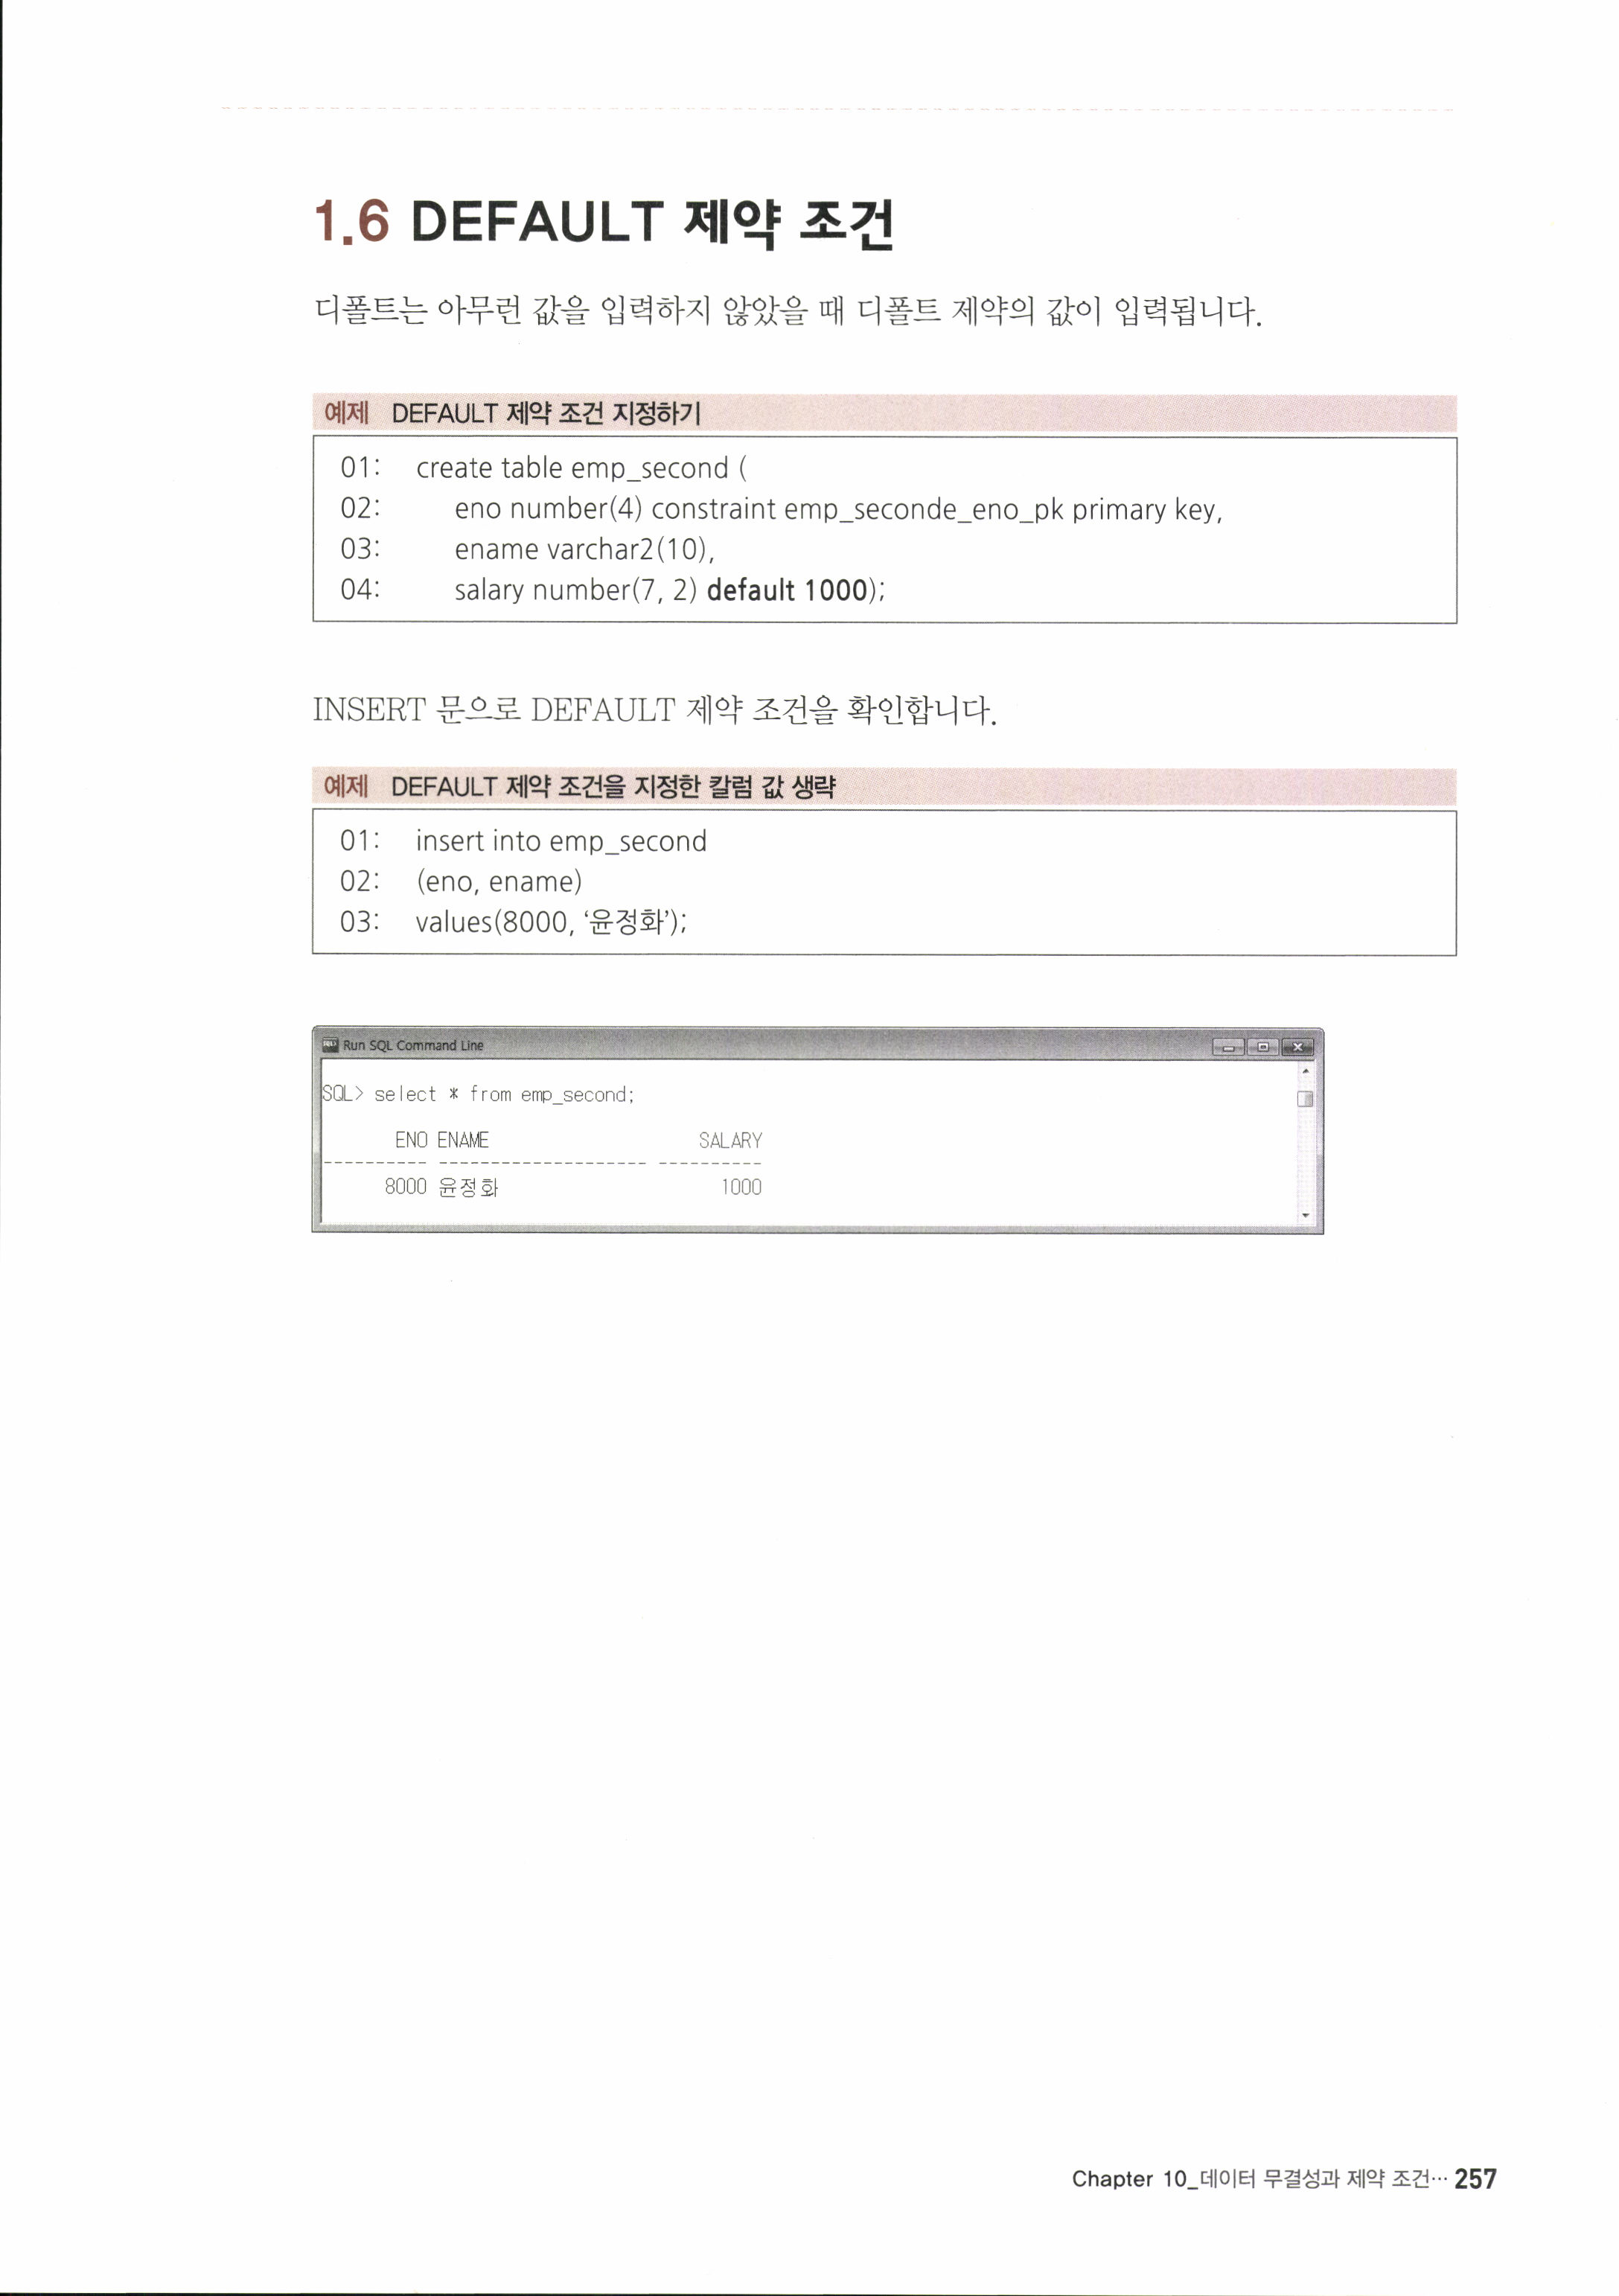 1.6 DEFAULT 제약 조건
디폴트는 아무런 값을 입력하지 않았을 때 디폴트 제약의 값이 입력됩니다.
예제 DEFAULT 제약 조건 지정하기
01: create table emp_second (
02: eno number(4) constraint emp_seconde_eno_pk primary key,
03: ename varchar2(10),
04: salary number(7, 2) default 1000);
INSERT 문으로 DEFAULT 제약 조건을 확인합니다.
예제 DEFAULT 제약 조건을 지정한 칼럼 값 생략
01: insert into emp_second
02: (eno, ename)
03: values(8000, ‘윤정화’);
Run SQL Command Line
SQL> select * from emp_second;
ENO ENAME SALARY
---------- -------------------- ----------
8000 윤정화 1000
Chapter 10_데이터 무결성과 제약 조건… 257